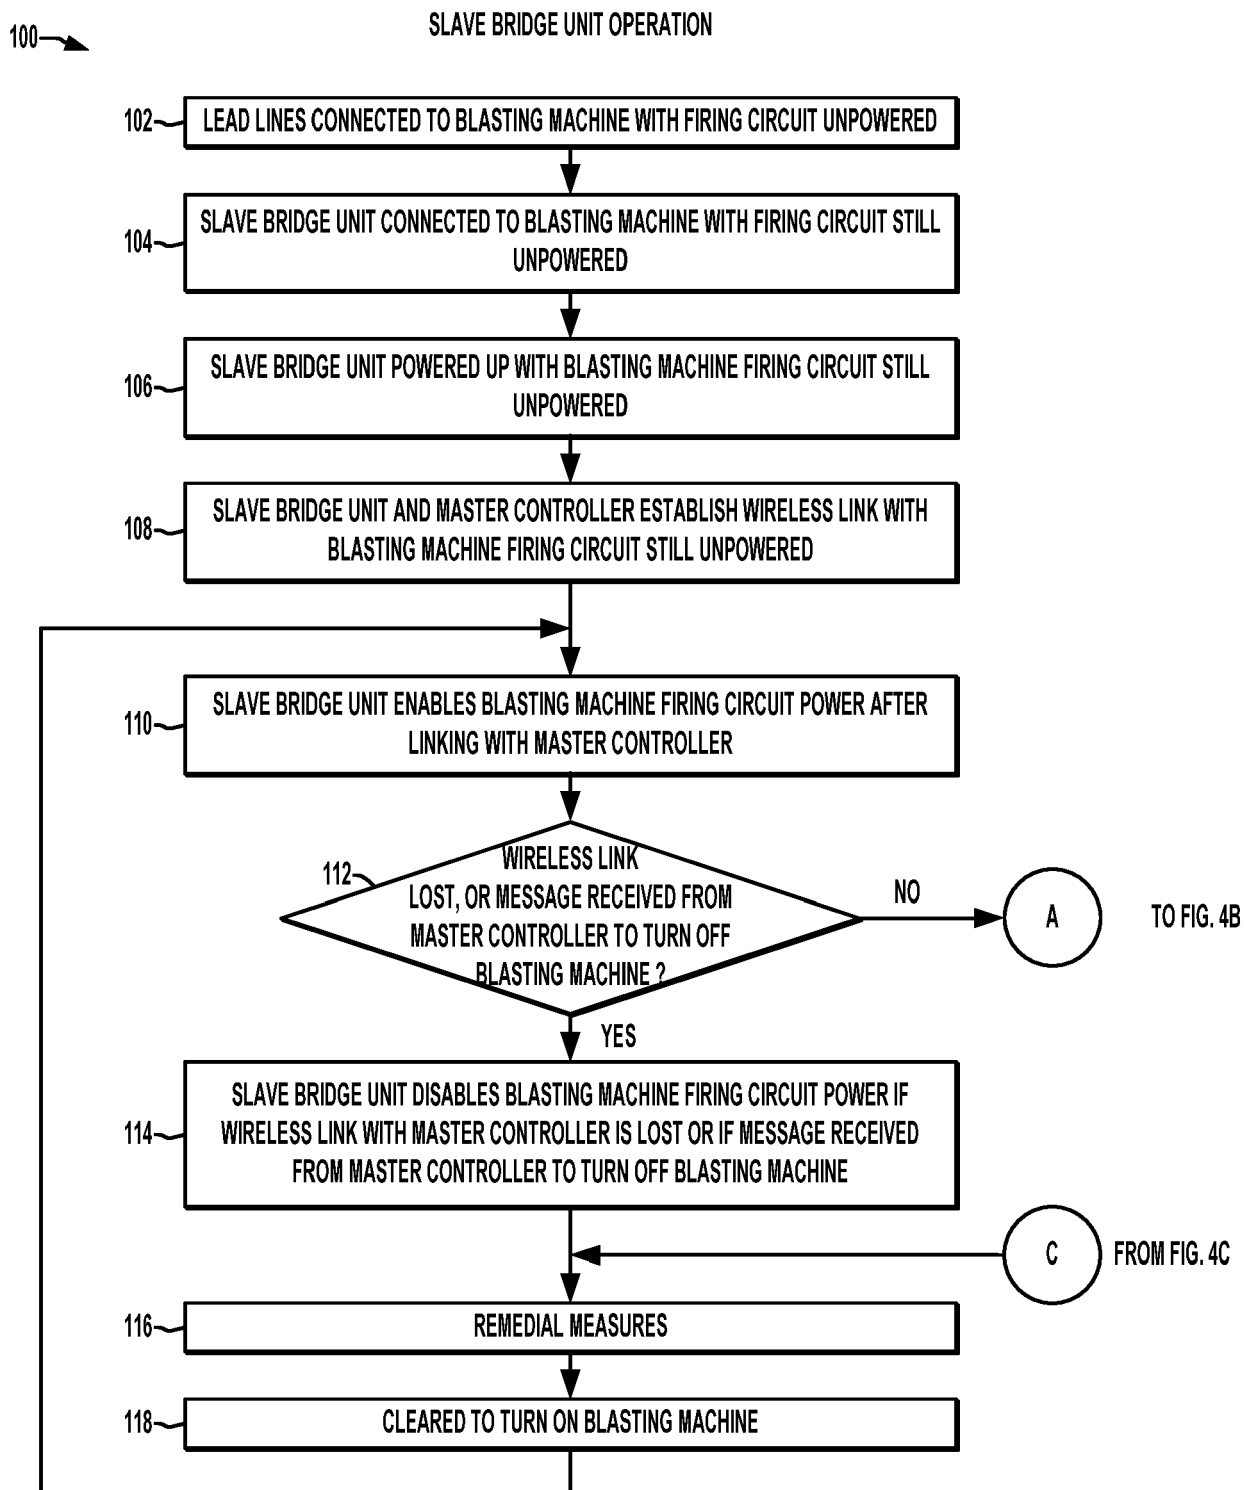 SLAVE BRIDGE UNIT OPERATION
100
102
LEAD LINES CONNECTED TO BLASTING MACHINE WITH FIRING CIRCUIT UNPOWERED
104
SLAVE BRIDGE UNIT CONNECTED TO BLASTING MACHINE WITH FIRING CIRCUIT STILL
UNPOWERED
106
SLAVE BRIDGE UNIT POWERED UP WITH BLASTING MACHINE FIRING CIRCUIT STILL
UNPOWERED
108
SLAVE BRIDGE UNIT AND MASTER CONTROLLER ESTABLISH WIRELESS LINK WITH
BLASTING MACHINE FIRING CIRCUIT STILL UNPOWERED
110
SLAVE BRIDGE UNIT ENABLES BLASTING MACHINE FIRING CIRCUIT POWER AFTER
LINKING WITH MASTER CONTROLLER
112
WIRELESS LINK
LOST, OR MESSAGE RECEIVED FROM
MASTER CONTROLLER TO TURN OFF
BLASTING MACHINE ?
NO
A
TO FIG. 4B
YES
114
SLAVE BRIDGE UNIT DISABLES BLASTING MACHINE FIRING CIRCUIT POWER IF
WIRELESS LINK WITH MASTER CONTROLLER IS LOST OR IF MESSAGE RECEIVED
FROM MASTER CONTROLLER TO TURN OFF BLASTING MACHINE
C
FROM FIG. 4C
116
REMEDIAL MEASURES
118
CLEARED TO TURN ON BLASTING MACHINE